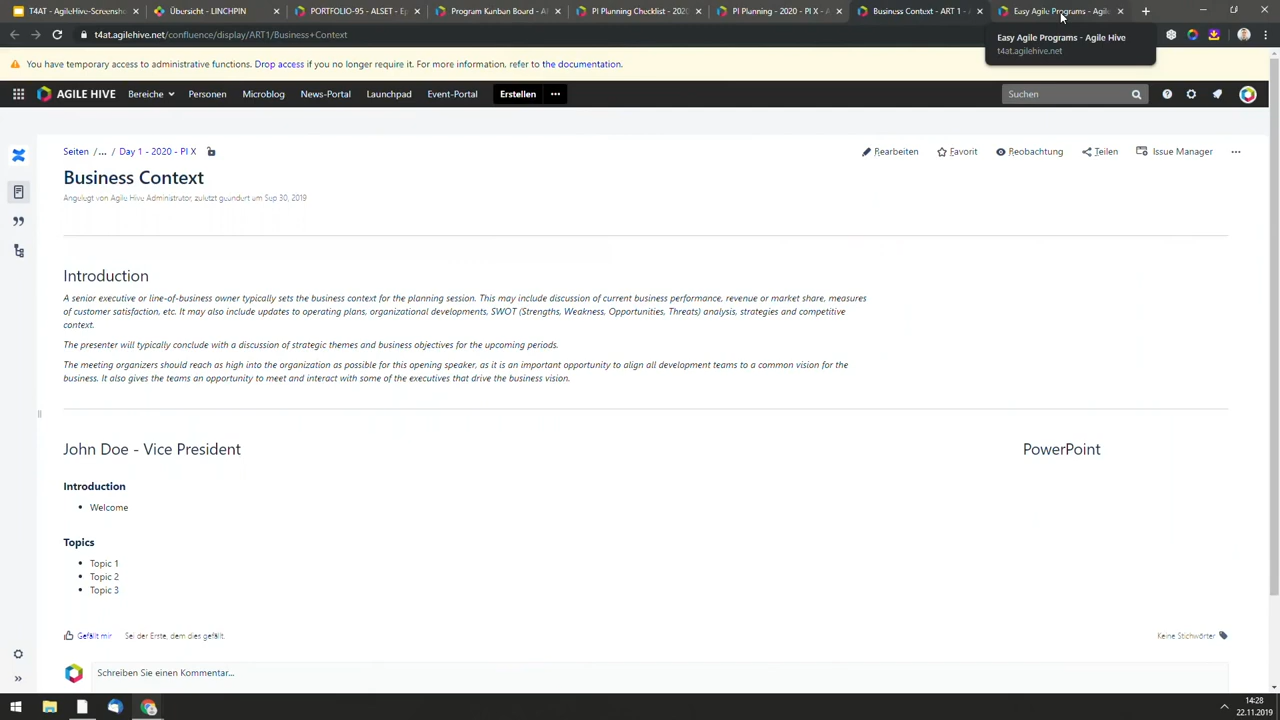 T4AT - AgileHive-Screensho
Übersicht - LINCHPIN
PORTFOLIO-95 - ALSET - Ep
Program Kunban Board - Al
PI Planning Checklist - 2020
PI Planning - 2020 - PI X - A
Business Context - ART 1 -
Easy Agile Programs - Agile
t4at.agilehive.net/confluence/display/ART1/Business+Context
Easy Agile Programs - Agile Hive
t4at.agilehive.net
You have temporary access to administrative functions. Drop access if you no longer require it. For more information, refer to the documentation.
AGILE HIVE
Bereiche
Personen
Microblog
News-Portal
Launchpad
Event-Portal
Erstellen
Suchen
Seiten /... / Day 1 - 2020 - PI X
Bearbeiten
Favorit
Beobachtung
Teilen
Issue Manager
Business Context
Angelegt von Agile Hive Administrator, zuletzt geändert am Sep 30, 2019
Introduction
A senior executive or line-of-business owner typically sets the business context for the planning session. This may include discussion of current business performance, revenue or market share, measures
of customer satisfaction, etc. It may also include updates to operating plans, organizational developments, SWOT (Strengths, Weakness, Opportunities, Threats) analysis, strategies and competitive
context.
The presenter will typically conclude with a discussion of strategic themes and business objectives for the upcoming periods.
The meeting organizers should reach as high into the organization as possible for this opening speaker, as it is an important opportunity to align all development teams to a common vision for the
business. It also gives the teams an opportunity to meet and interact with some of the executives that drive the business vision.
John Doe - Vice President
PowerPoint
Introduction
• Welcome
Topics
• Topic 1
• Topic 2
• Topic 3
Gefällt mir
Sei der Erste, dem dies gefällt.
Keine Stichwörter
Schreiben Sie einen Kommentar...
14:28
22.11.2019